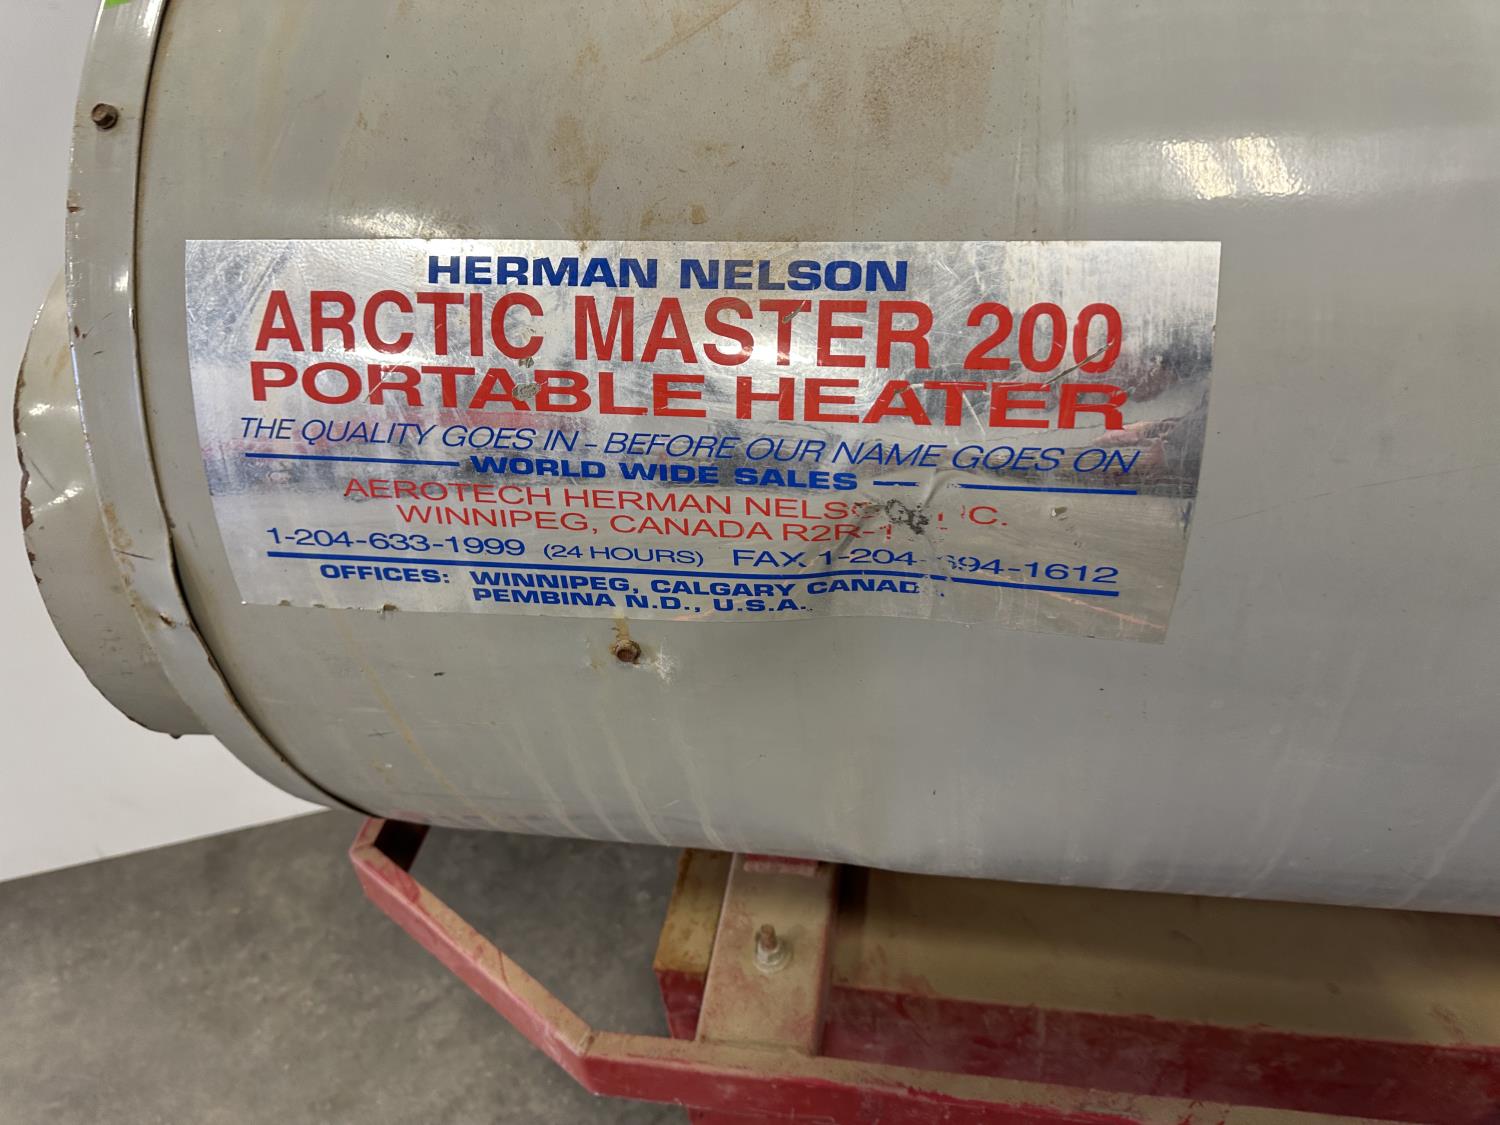 HERMAN NELSON
ARCTIC MASTER 200
PORTABLE HEATER
THE QUALITY GOES IN - BEFORE OUR NAME GOES ON
WORLD WIDE SALES
AEROTECH HERMAN
WINNIPEG, CANADA
1-204-633-1999 (24 HOURS) FAX
OFFICES: WINNIPEG, CALGARY
PEMBINA N.D., U.S.A.